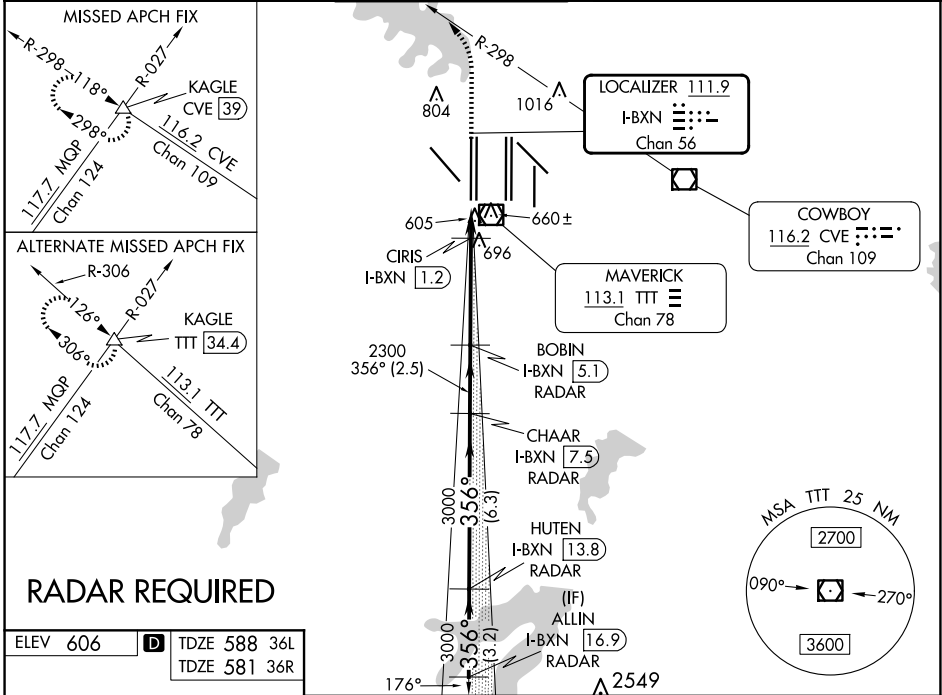 MISSED APCH FIX
R-298
118°
R-027
298°
KAGLE
CVE 39
116.2 CVE
Chan 109
117.7 MQP
Chan 124
ALTERNATE MISSED APCH FIX
R-306
126°
R-027
306°
KAGLE
TTT 34.4
113.1 TTT
Chan 78
117.7 MQP
Chan 124
RADAR REQUIRED
ELEV 606
D
TDZE 588 36L
TDZE 581 36R
R-298
804
1016
LOCALIZER 111.9
I-BXN
Chan 56
COWBOY
116.2 CVE
Chan 109
605
660±
696
CIRIS
I-BXN 1.2
MAVERICK
113.1 TTT
Chan 78
2300
356° (2.5)
BOBIN
I-BXN 5.1
RADAR
CHAAR
I-BXN 7.5
RADAR
3000
356°
(6.3)
HUTEN
I-BXN 13.8
RADAR
(IF)
ALLIN
I-BXN 16.9
RADAR
3000
356°
(3.2)
176°
2549
MSA TTT 25 NM
2700
090°
270°
3600